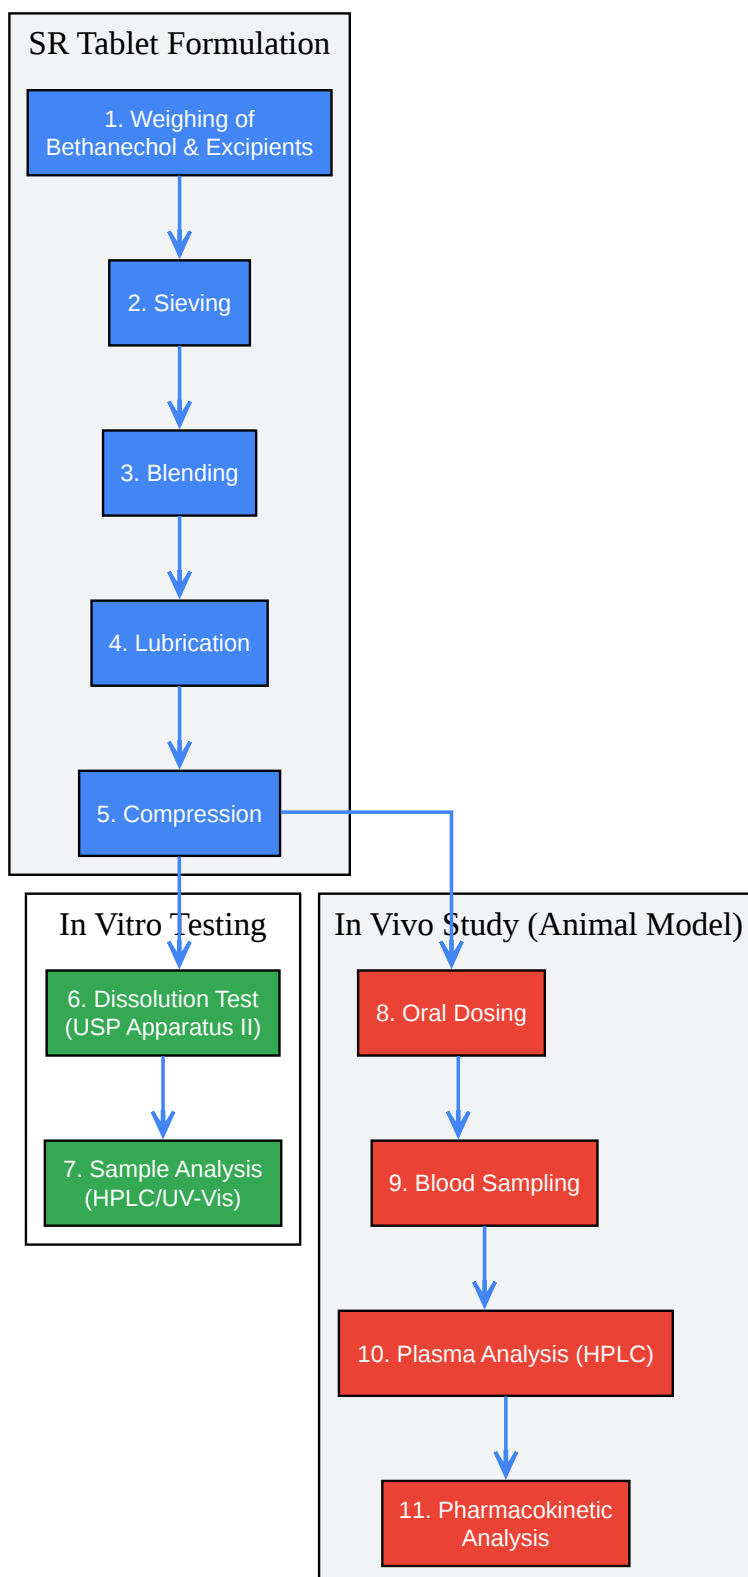 SR Tablet Formulation
1. Weighing of
Bethanechol & Excipients
2. Sieving
3. Blending
4. Lubrication
5. Compression
In Vitro Testing
6. Dissolution Test
(USP Apparatus II)
7. Sample Analysis
(HPLC/UV-Vis)
In Vivo Study (Animal Model)
8. Oral Dosing
9. Blood Sampling
10. Plasma Analysis (HPLC)
11. Pharmacokinetic
Analysis